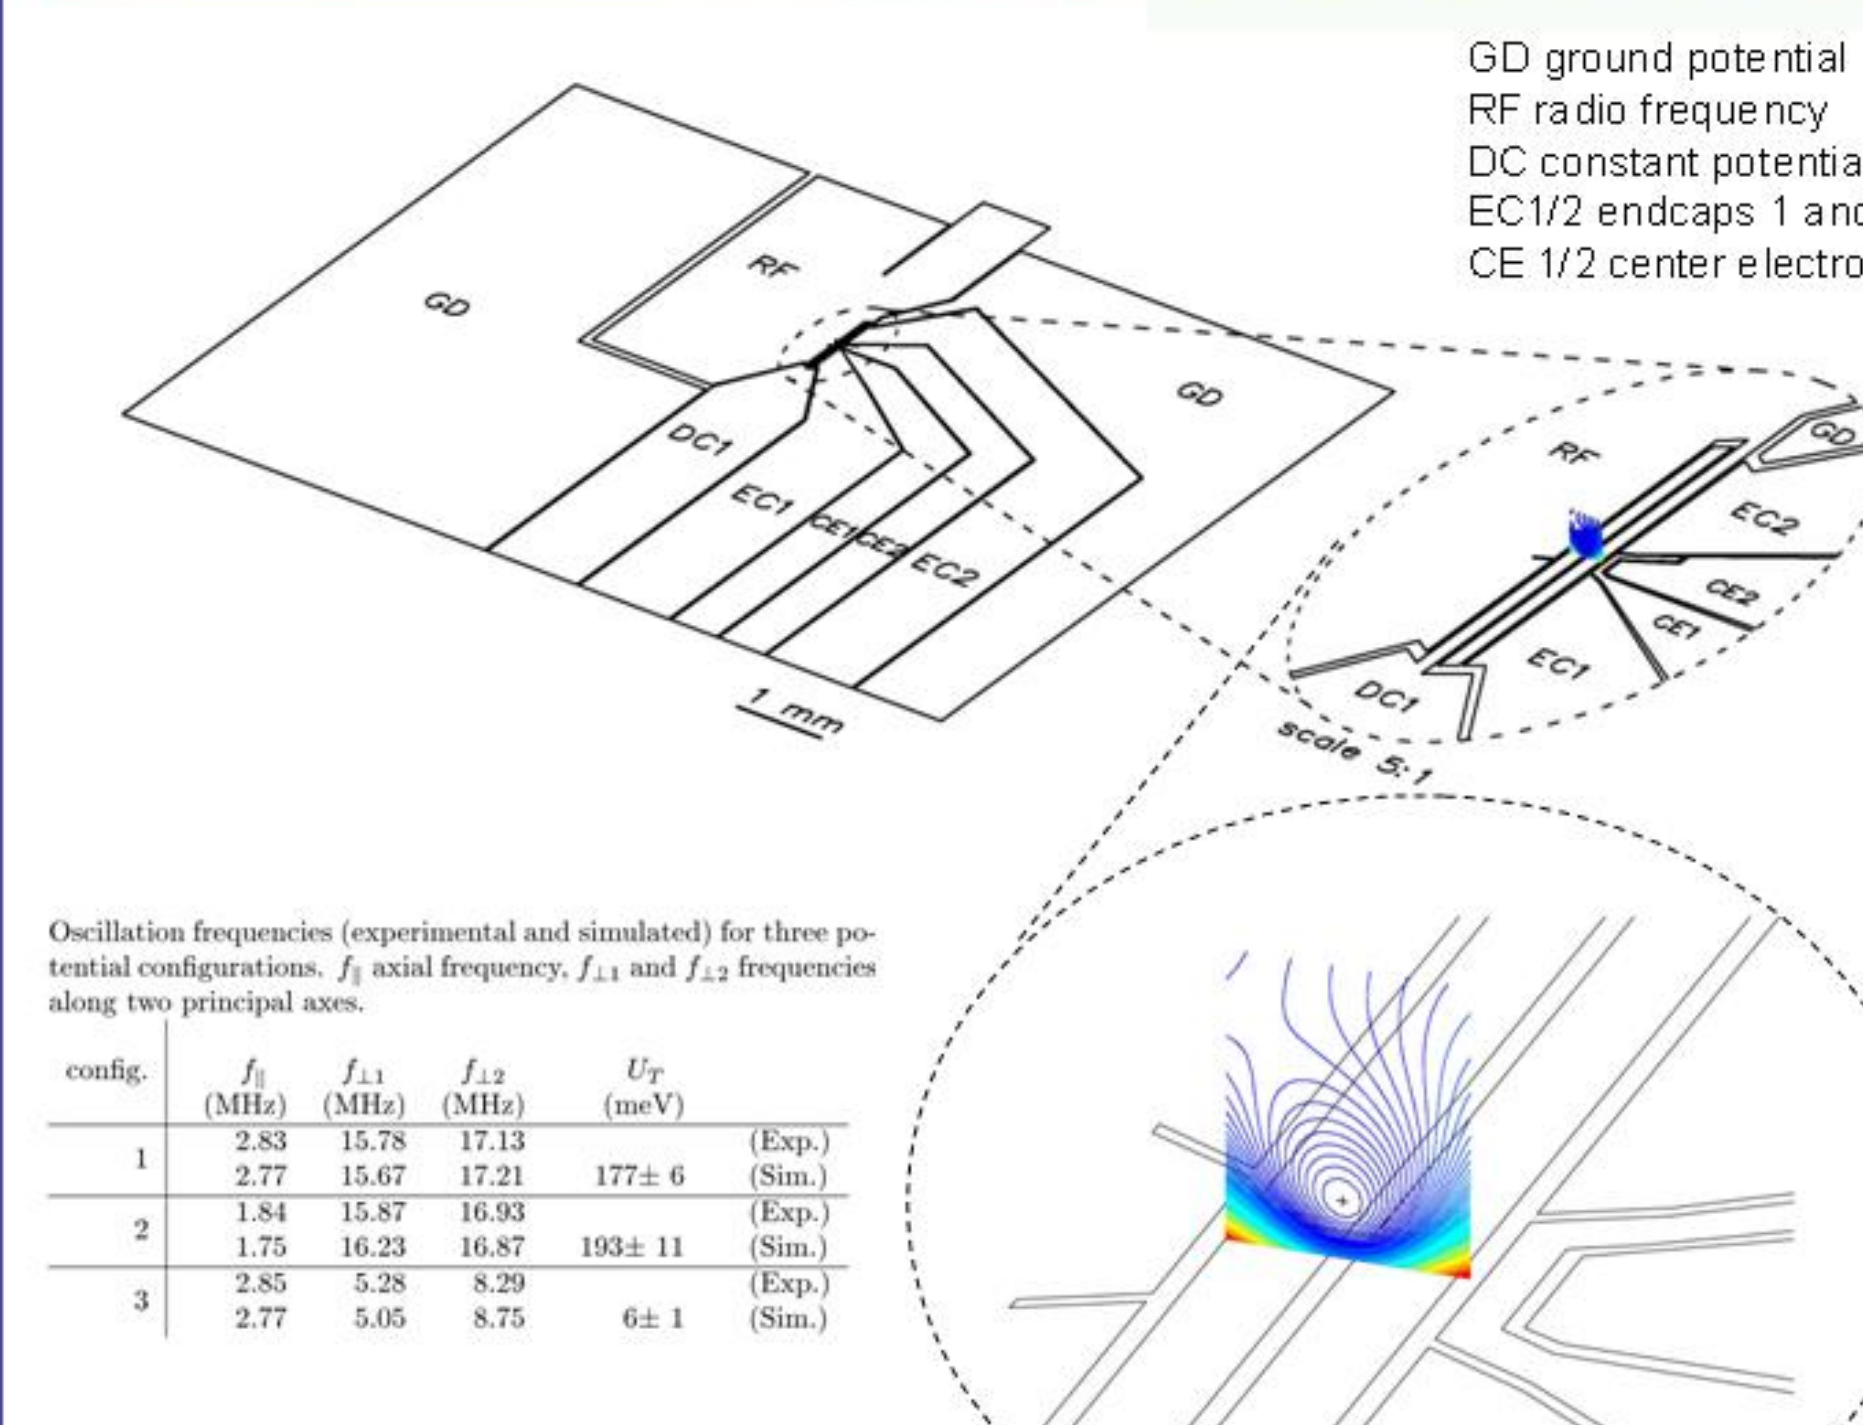 GD ground potential
RF radio frequency
DC constant potentia
EC1/2 endcaps 1 and
CE 1/2 center electro
GD
RF
GD
DC1
EC1
CE1
CE2
EC2
1 mm
RF
GD
EC2
CE2
CE1
EC1
DC1
scale 5:1
Oscillation frequencies (experimental and simulated) for three po-
tential configurations. f∥ axial frequency, f⊥1 and f⊥2 frequencies
along two principal axes.
config. f∥ f⊥1 f⊥2 U_T
(MHz) (MHz) (MHz) (meV)
1
2.83 15.78 17.13 (Exp.)
2.77 15.67 17.21 177± 6 (Sim.)
2
1.84 15.87 16.93 (Exp.)
1.75 16.23 16.87 193± 11 (Sim.)
3
2.85 5.28 8.29 (Exp.)
2.77 5.05 8.75 6± 1 (Sim.)